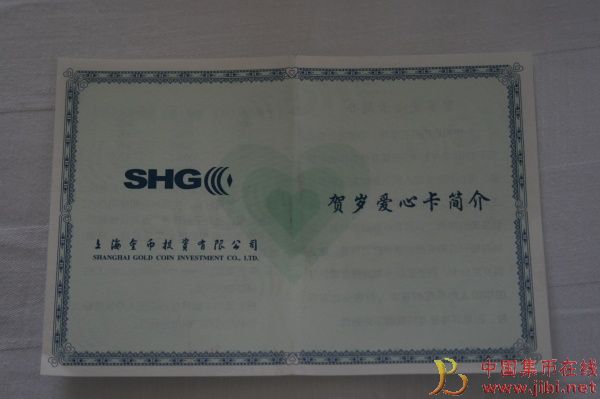 SHG
上海金币投资有限公司
SHANGHAI GOLD COIN INVESTMENT CO., LTD.
贺岁爱心卡简介
中国集币在线
www.jibi.net